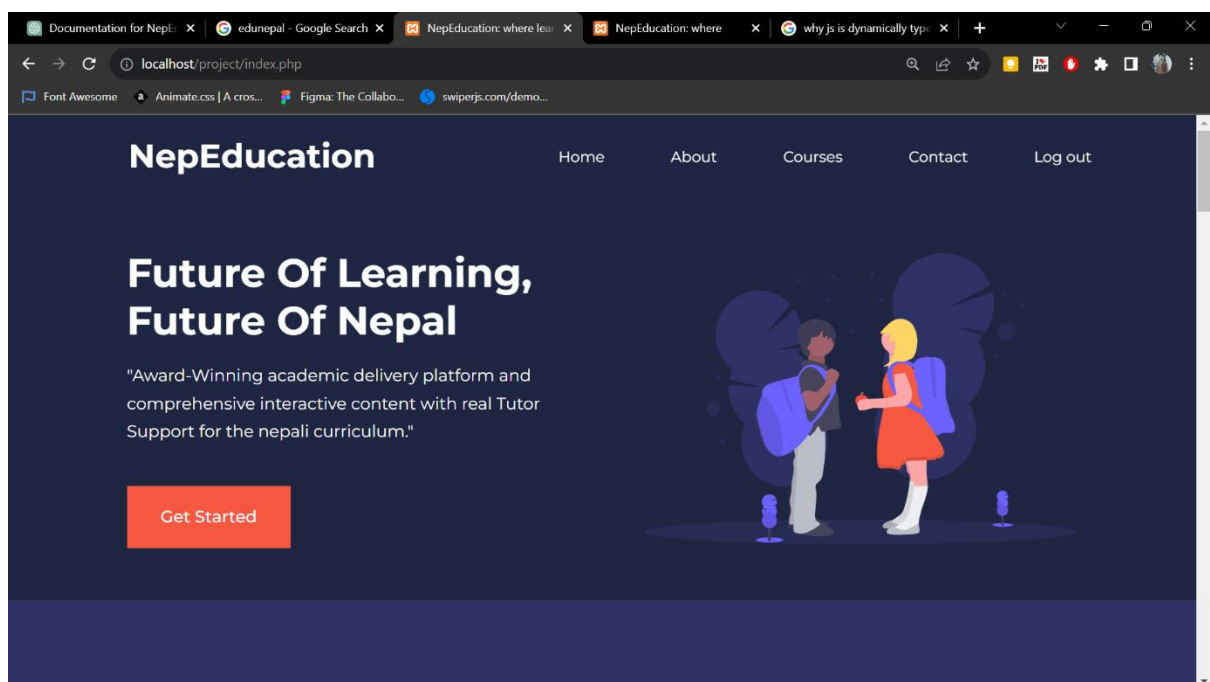 Documentation for NepE
edunepal - Google Search
NepEducation: where lear
NepEducation: where
why js is dynamically type
localhost/project/index.php
Font Awesome
Animate.css | A cros...
Figma: The Collabo...
swiperjs.com/demo...
NepEducation
Home
About
Courses
Contact
Log out
Future Of Learning,
Future Of Nepal
"Award-Winning academic delivery platform and
comprehensive interactive content with real Tutor
Support for the nepali curriculum."
Get Started